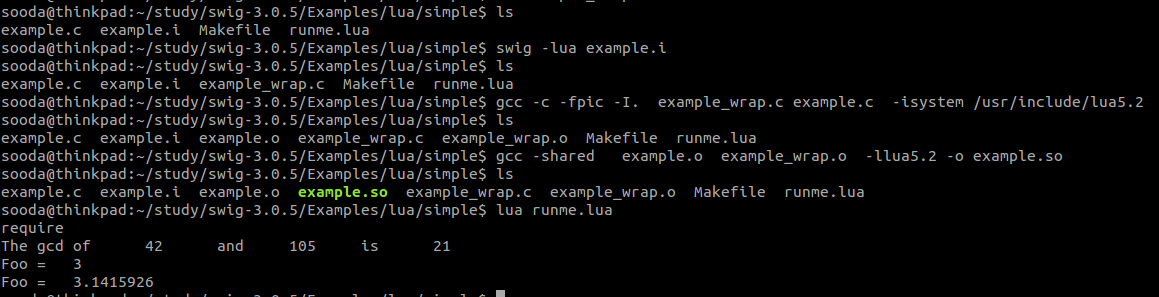 sooda@thinkpad:~/study/swig-3.0.5/Examples/lua/simple$ ls
example.c  example.i  Makefile  runme.lua
sooda@thinkpad:~/study/swig-3.0.5/Examples/lua/simple$ swig -lua example.i
sooda@thinkpad:~/study/swig-3.0.5/Examples/lua/simple$ ls
example.c  example.i  example_wrap.c  Makefile  runme.lua
sooda@thinkpad:~/study/swig-3.0.5/Examples/lua/simple$ gcc -c -fpic -I.  example_wrap.c example.c  -isystem /usr/include/lua5.2
sooda@thinkpad:~/study/swig-3.0.5/Examples/lua/simple$ ls
example.c  example.i  example.o  example_wrap.c  example_wrap.o  Makefile  runme.lua
sooda@thinkpad:~/study/swig-3.0.5/Examples/lua/simple$ gcc -shared   example.o  example_wrap.o  -llua5.2 -o example.so
sooda@thinkpad:~/study/swig-3.0.5/Examples/lua/simple$ ls
example.c  example.i  example.o  example.so  example_wrap.c  example_wrap.o  Makefile  runme.lua
sooda@thinkpad:~/study/swig-3.0.5/Examples/lua/simple$ lua runme.lua
require
The gcd of      42      and     105     is      21
Foo =   3
Foo =   3.1415926